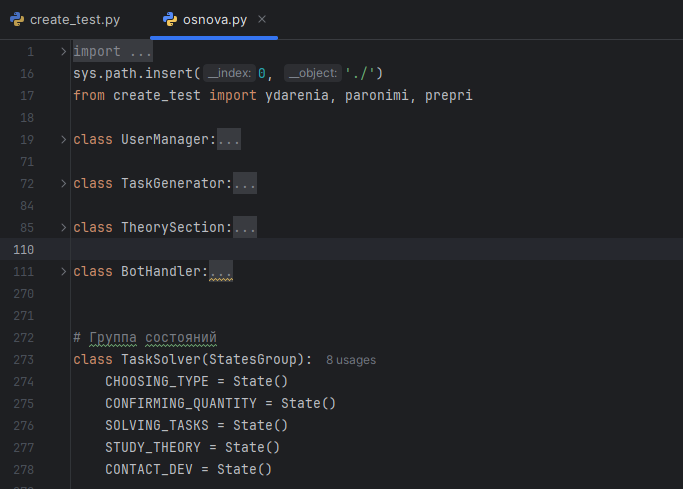 create_test.py osnova.py ×
1 import ...
16 sys.path.insert( __index: 0, __object: './')
17 from create_test import ydarenia, paronimi, prepri
18
19 class UserManager:...
71
72 class TaskGenerator:...
84
85 class TheorySection:...
110
111 class BotHandler:...
270
271
272 # Группа состояний
273 class TaskSolver(StatesGroup): 8 usages
274 CHOOSING_TYPE = State()
275 CONFIRMING_QUANTITY = State()
276 SOLVING_TASKS = State()
277 STUDY_THEORY = State()
278 CONTACT_DEV = State()